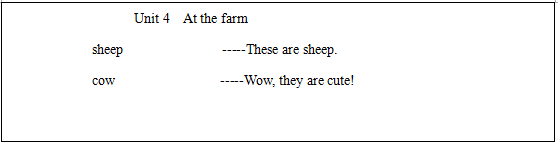 Unit 4 At the farm
sheep -----These are sheep.
cow -----Wow, they are cute!